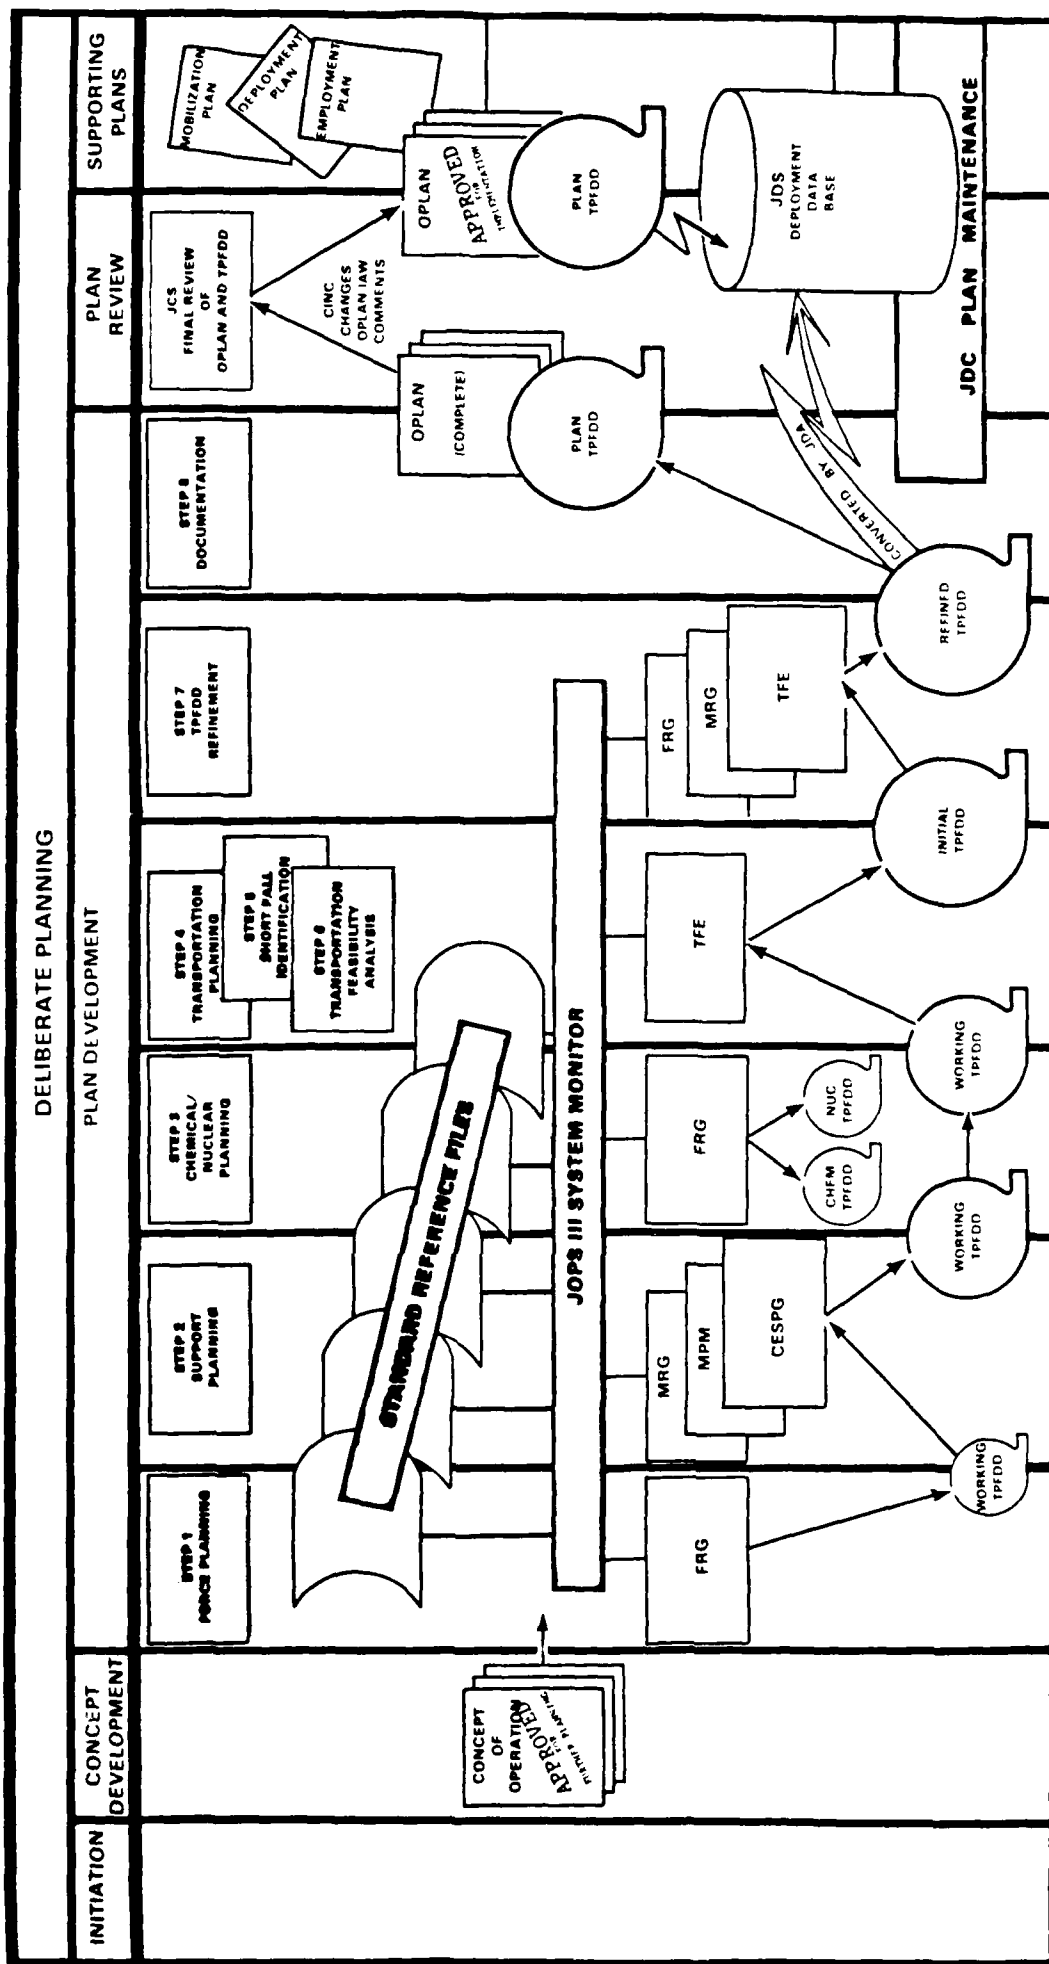 DELIBERATE PLANNING
INITIATION
CONCEPT
DEVELOPMENT
PLAN DEVELOPMENT
PLAN
REVIEW
SUPPORTING
PLANS
STEP 1
FORCE PLANNING
STEP 2
SUPPORT
PLANNING
STEP 3
CHEMICAL/
NUCLEAR
PLANNING
STEP 4
TRANSPORTATION
PLANNING
STEP 5
SHORT FALL
IDENTIFICATION
STEP 6
TRANSPORTATION
FEASIBILITY
ANALYSIS
STEP 7
TPFDD
REFINEMENT
STEP 8
DOCUMENTATION
JCS
FINAL REVIEW
OF
OPLAN AND TPFDD
MOBILIZATION
PLAN
DEPLOYMENT
PLAN
EMPLOYMENT
PLAN
CINC
CHANGES
OPLAN IAW
COMMENTS
OPLAN
(COMPLETE)
PLAN
TPFDD
OPLAN
APPROVED
FOR
IMPLEMENTATION
PLAN
TPFDD
CONCEPT
OF
OPERATION
APPROVED
FOR
FURTHER PLANNING
STANDARD REFERENCE FILES
JOPS III SYSTEM MONITOR
FRG
MRG
MPM
CESPG
FRG
TFE
FRG
MRG
TFE
CHEM
TPFDD
NUC
TPFDD
WORKING
TPFDD
WORKING
TPFDD
WORKING
TPFDD
INITIAL
TPFDD
REFINED
TPFDD
CONVERTED BY JDA
JDS
DEPLOYMENT
DATA
BASE
JDC PLAN MAINTENANCE